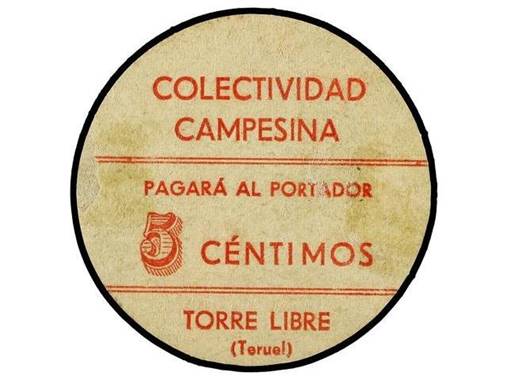 COLECTIVIDAD
CAMPESINA
PAGARÁ AL PORTADOR
5 CÉNTIMOS
TORRE LIBRE
(Teruel)